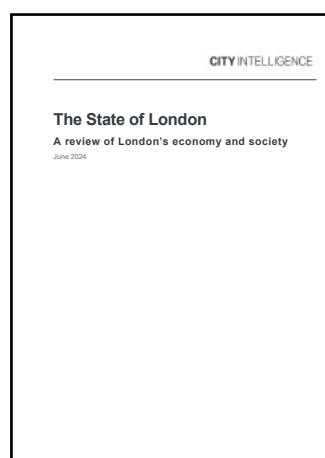 CITY INTELLIGENCE
The State of London
A review of London's economy and society
June 2024